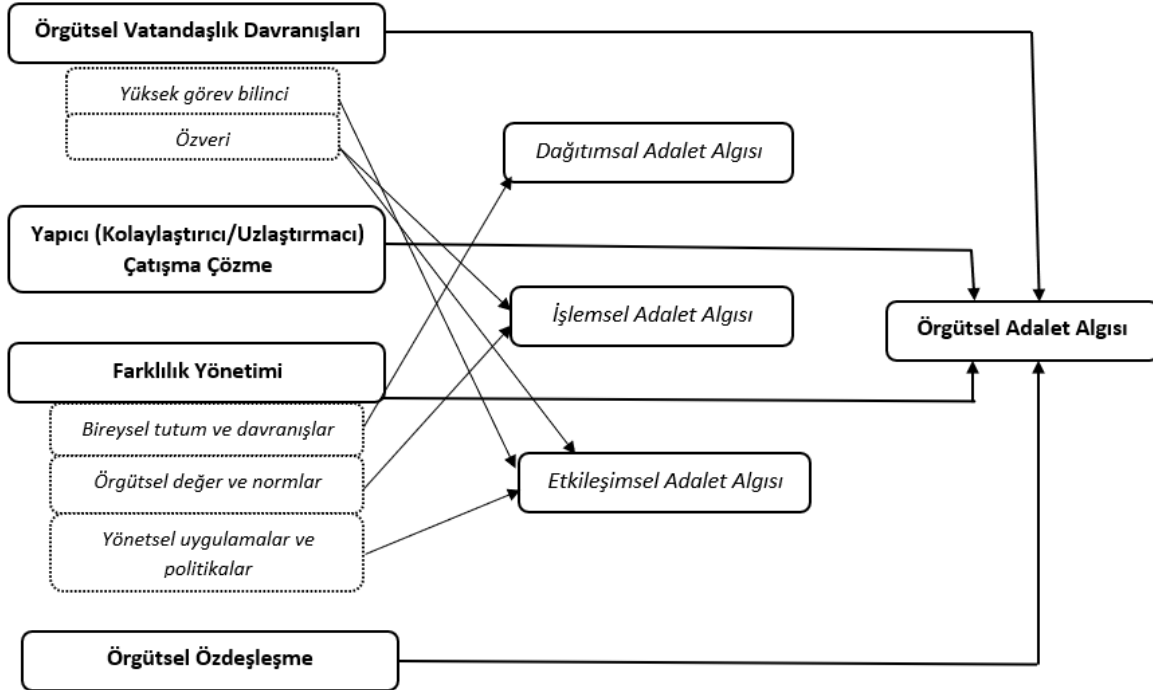 Örgütsel Vatandaşlık Davranışları
Yüksek görev bilinci
Özveri
Dağıtımsal Adalet Algısı
Yapıcı (Kolaylaştırıcı/Uzlaştırmacı)
Çatışma Çözme
İşlemsel Adalet Algısı
Örgütsel Adalet Algısı
Farklılık Yönetimi
Bireysel tutum ve davranışlar
Örgütsel değer ve normlar
Etkileşimsel Adalet Algısı
Yönetsel uygulamalar ve
politikalar
Örgütsel Özdeşleşme